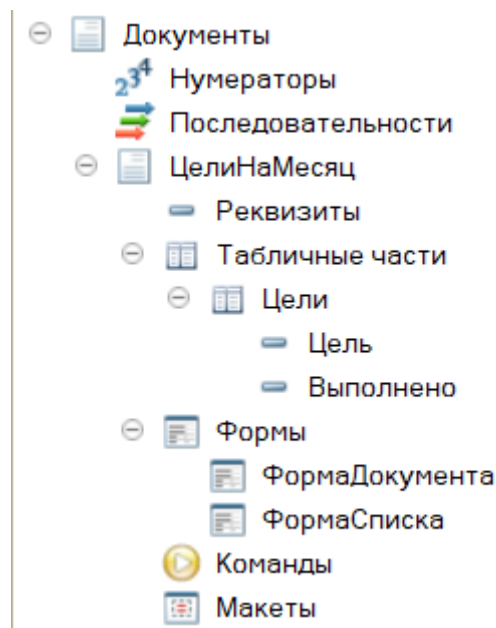 Документы
Нумераторы
Последовательности
ЦелиНаМесяц
Реквизиты
Табличные части
Цели
Цель
Выполнено
Формы
ФормаДокумента
ФормаСписка
Команды
Макеты